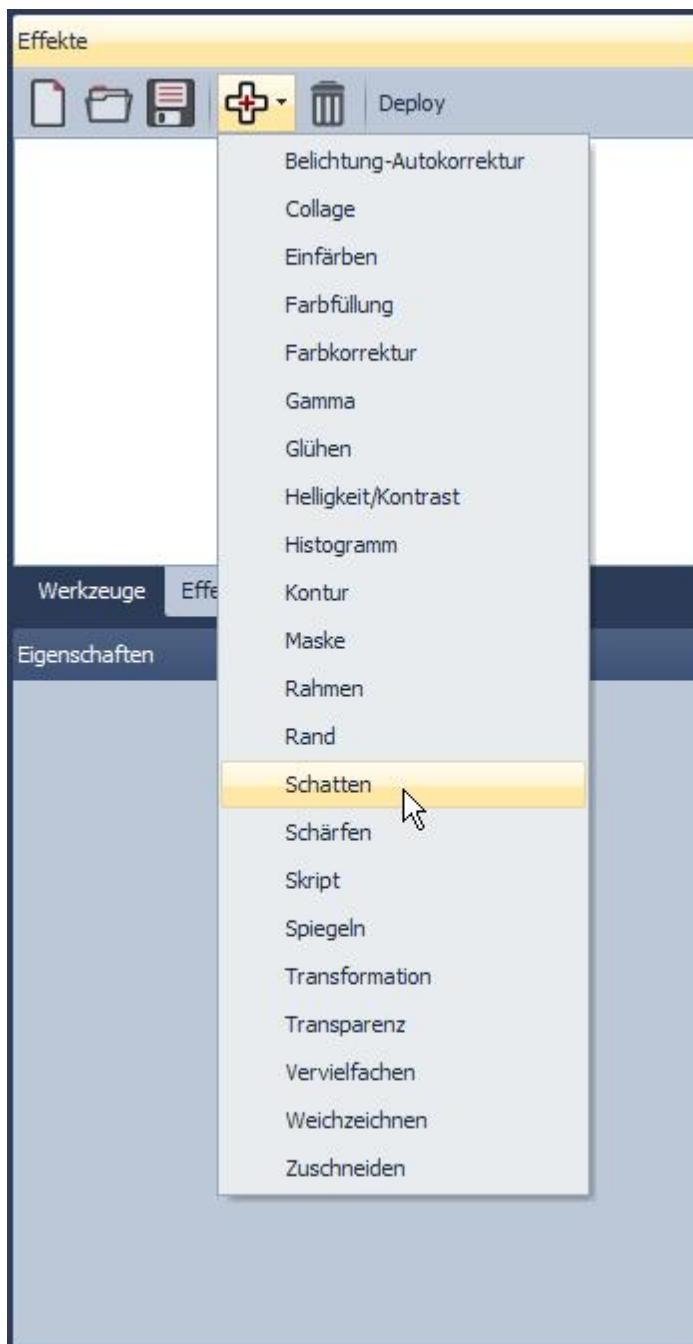 Effekte
Deploy
Belichtung-Autokorrektur
Collage
Einfärben
Farbfüllung
Farbkorrektur
Gamma
Glühen
Helligkeit/Kontrast
Histogramm
Kontur
Maske
Rahmen
Rand
Schatten
Schärfen
Skript
Spiegeln
Transformation
Transparenz
Vervielfachen
Weichzeichnen
Zuschneiden
Werkzeuge Effe
Eigenschaften